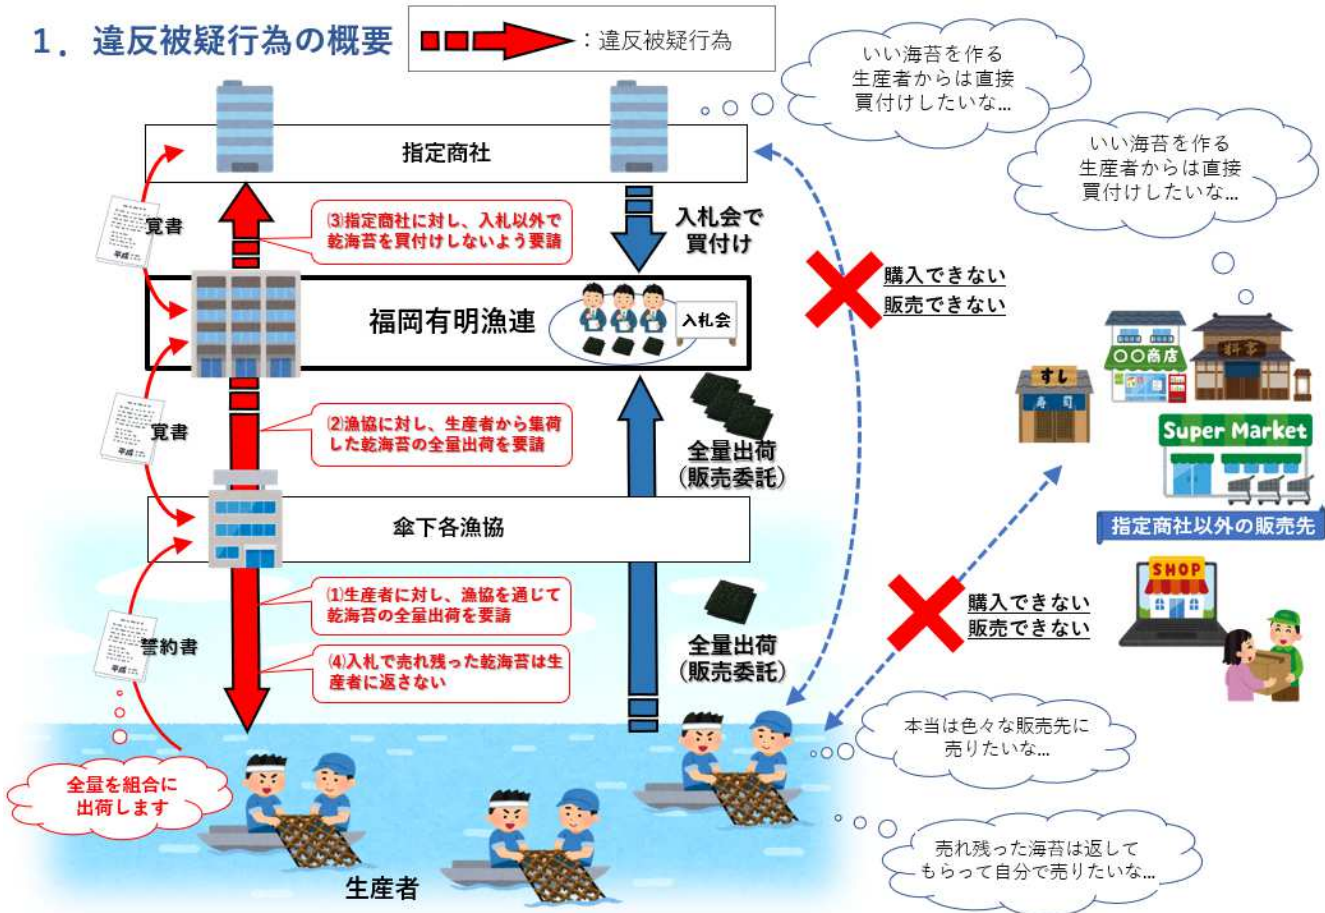 1．違反被疑行為の概要
：違反被疑行為
いい海苔を作る
生産者からは直接
買付けしたいな…
いい海苔を作る
生産者からは直接
買付けしたいな…
指定商社
覚書
⑶指定商社に対し、入札以外で
乾海苔を買付けしないよう要請
入札会で
買付け
購入できない
販売できない
福岡有明漁連
入札会
〇〇商店
料亭
すし
寿司
覚書
⑵漁協に対し、生産者から集荷
した乾海苔の全量出荷を要請
全量出荷
（販売委託）
Super Market
指定商社以外の販売先
傘下各漁協
SHOP
⑴生産者に対し、漁協を通じて
乾海苔の全量出荷を要請
誓約書
⑷入札で売れ残った乾海苔は生
産者に返さない
全量出荷
（販売委託）
購入できない
販売できない
本当は色々な販売先に
売りたいな…
全量を組合に
出荷します
売れ残った海苔は返して
もらって自分で売りたいな…
生産者
平成
平成
平成